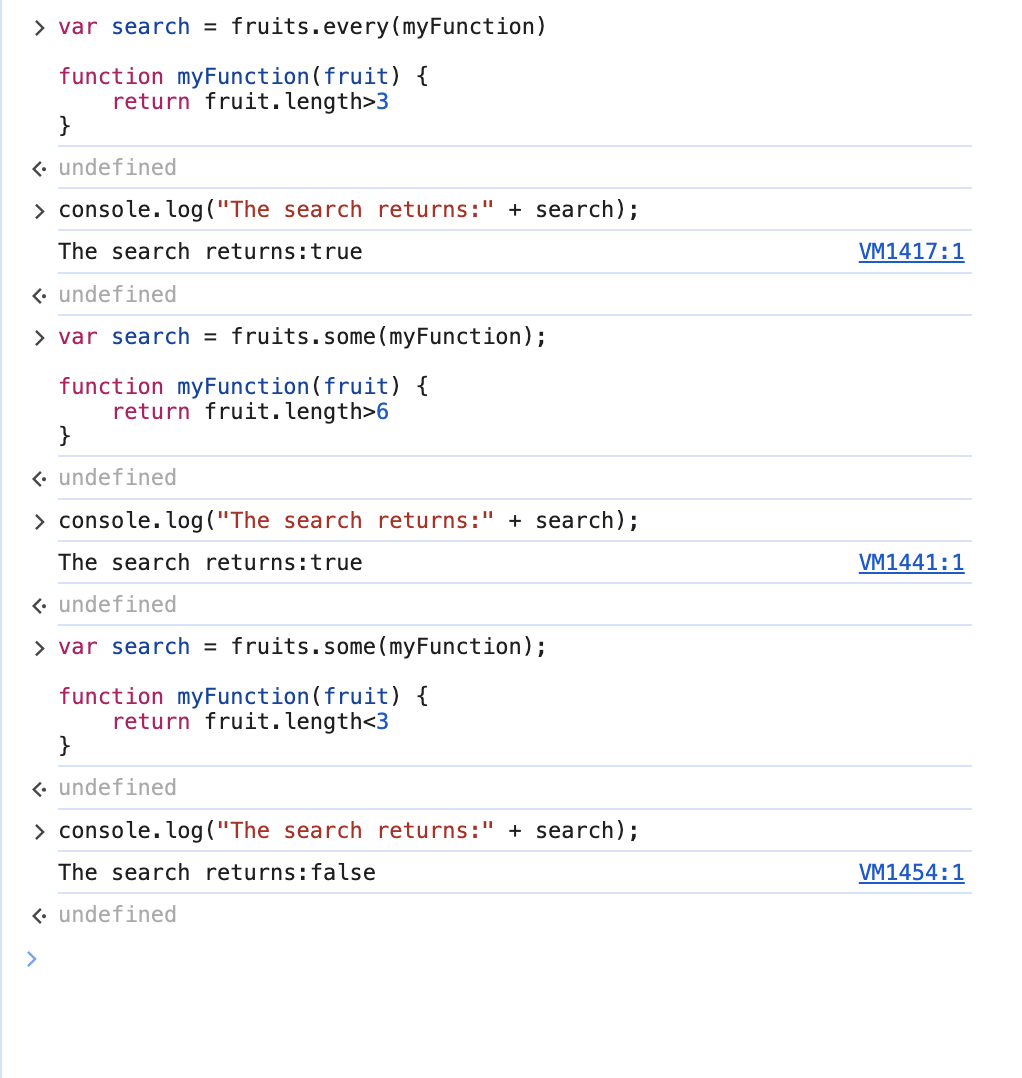 > var search = fruits.every(myFunction)
function myFunction(fruit) {
    return fruit.length>3
}
undefined
> console.log("The search returns:" + search);
The search returns:true VM1417:1
undefined
> var search = fruits.some(myFunction);
function myFunction(fruit) {
    return fruit.length>6
}
undefined
> console.log("The search returns:" + search);
The search returns:true VM1441:1
undefined
> var search = fruits.some(myFunction);
function myFunction(fruit) {
    return fruit.length<3
}
undefined
> console.log("The search returns:" + search);
The search returns:false VM1454:1
undefined
>